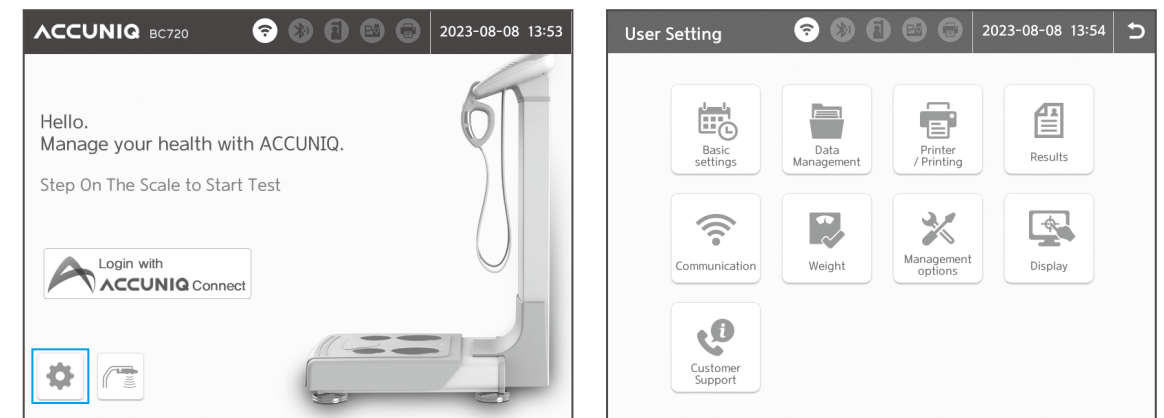 ACCUNIQ BC720
2023-08-08 13:53
Hello.
Manage your health with ACCUNIQ.
Step On The Scale to Start Test
Login with
ACCUNIQ Connect
User Setting
2023-08-08 13:54
Basic
settings
Data
Management
Printer
/ Printing
Results
Communication
Weight
Management
options
Display
Customer
Support